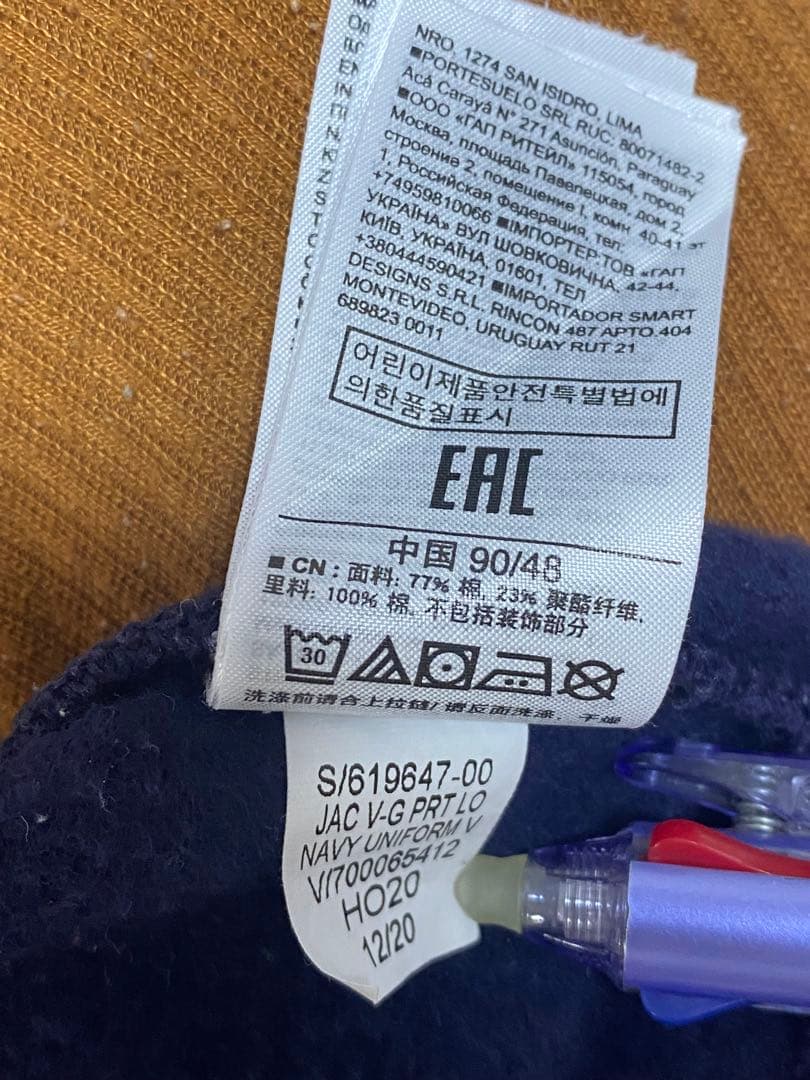 NRO. 1274 SAN ISIDRO, LIMA
■PORTESUELO SRL RUC: 80071482-2
Acá Carayá N° 271 Asunción, Paraguay
■ООО «ГАП РИТЕЙЛ» 115054, город
Москва, площадь Павелецкая, дом 2,
строение 2, помещение I, комн. 40-41 эт
1, Российская Федерация, тел:
+74959810066 ■ІМПОРТЕР·ТОВ «ГАП
УКРАЇНА» ВУЛ ШОВКОВИЧНА, 42-44,
КИЇВ, УКРАЇНА, 01601, ТЕЛ
+380444590421 ■IMPORTADOR SMART
DESIGNS S.R.L. RINCON 487 APTO.404
MONTEVIDEO, URUGUAY RUT 21
689823 0011
어린이제품안전특별법에
의한품질표시
EAC
中国 90/48
■ CN : 面料: 77% 棉, 23% 聚酯纤维.
里料: 100% 棉. 不包括装饰部分
30
洗涤前请合上拉链/ 请反面洗涤.
S/619647-00
JAC V-G PRT LO
NAVY UNIFORM V
VI700065412
HO20
12/20